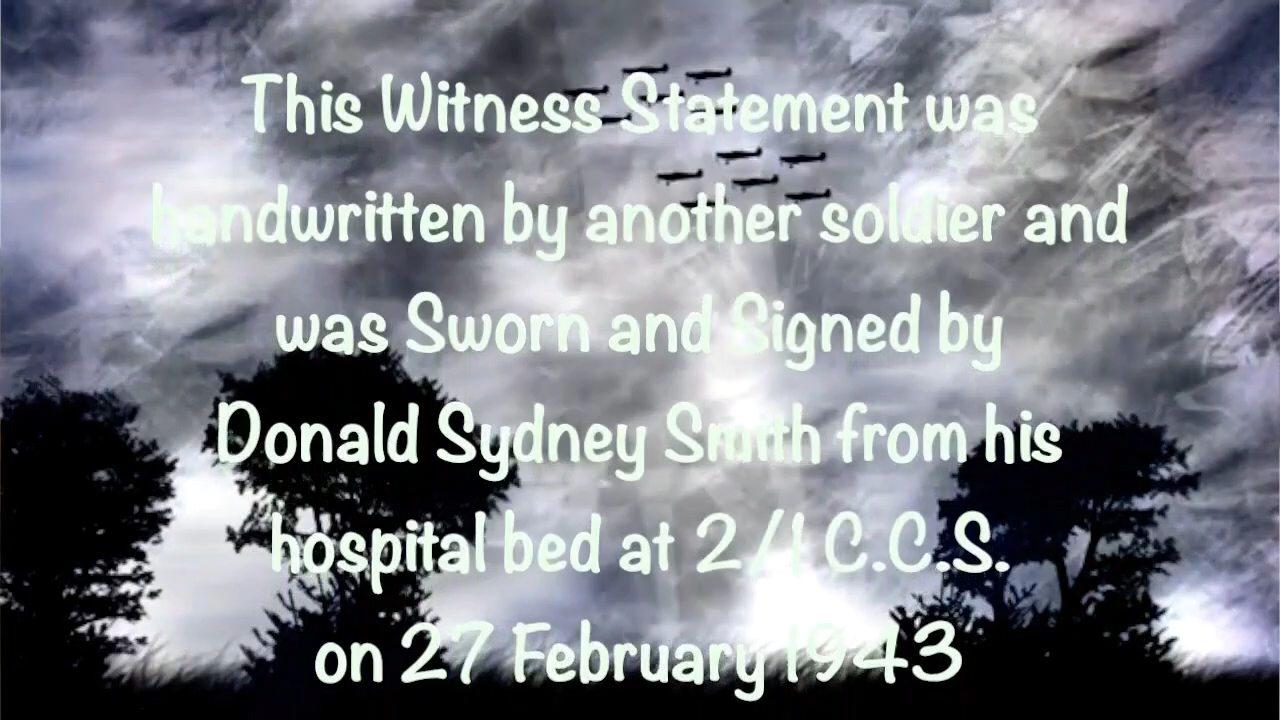 This Witness Statement was
handwritten by another soldier and
was Sworn and Signed by
Donald Sydney Smith from his
hospital bed at 2/1 C.C.S.
on 27 February 1943